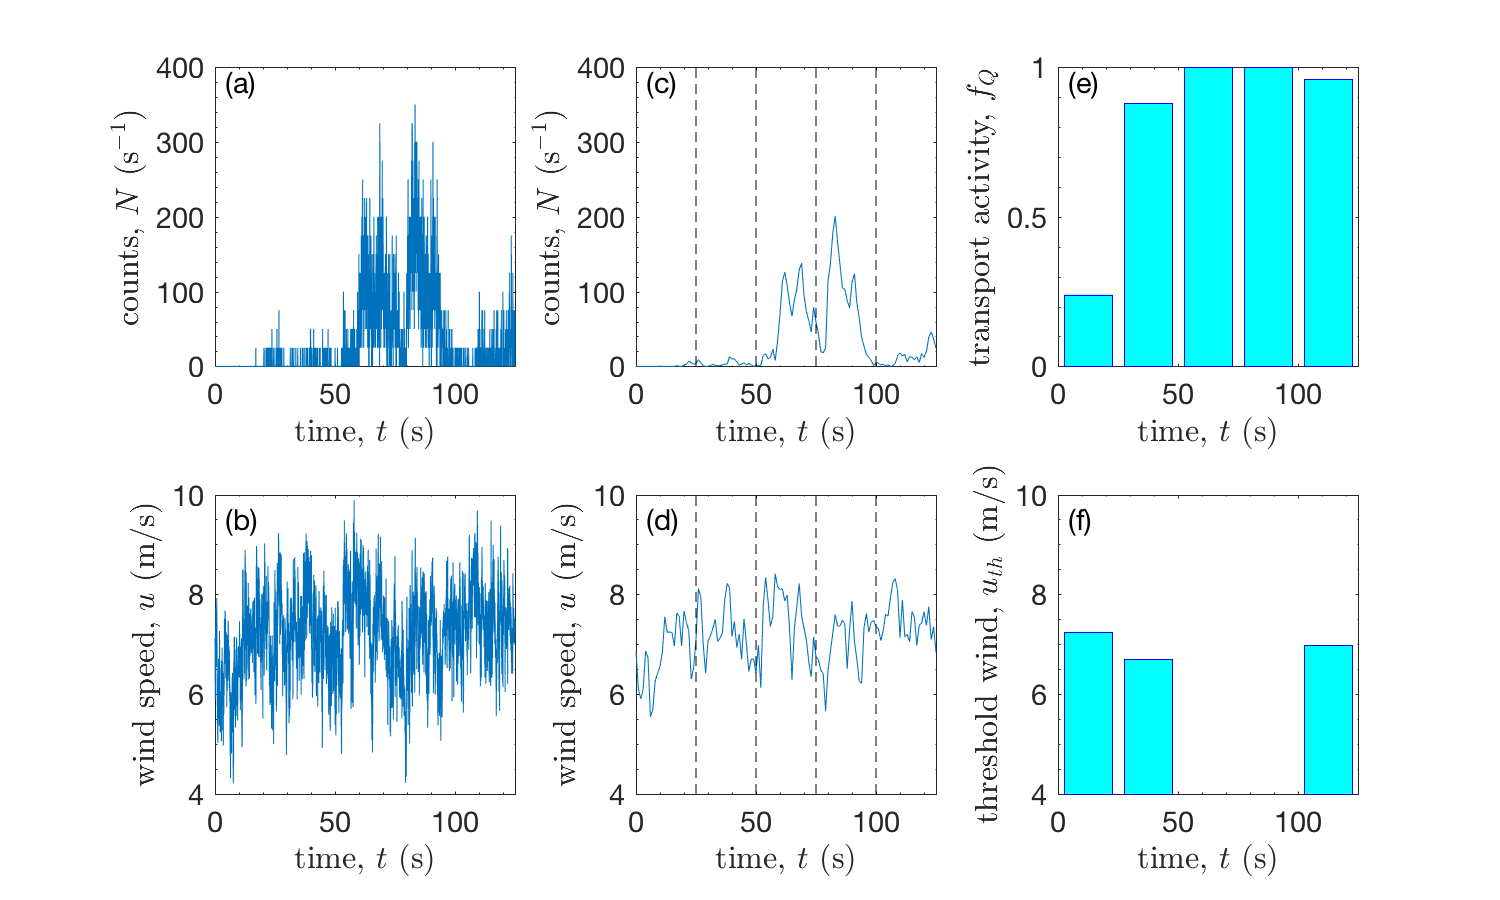 (a)
400
300
200
100
0
counts, N (s⁻¹)
0 50 100
time, t (s)
(c)
400
300
200
100
0
counts, N (s⁻¹)
0 50 100
time, t (s)
(e)
1
0.5
0
transport activity, f_Q
0 50 100
time, t (s)
(b)
10
8
6
4
wind speed, u (m/s)
0 50 100
time, t (s)
(d)
10
8
6
4
wind speed, u (m/s)
0 50 100
time, t (s)
(f)
10
8
6
4
threshold wind, u_th (m/s)
0 50 100
time, t (s)